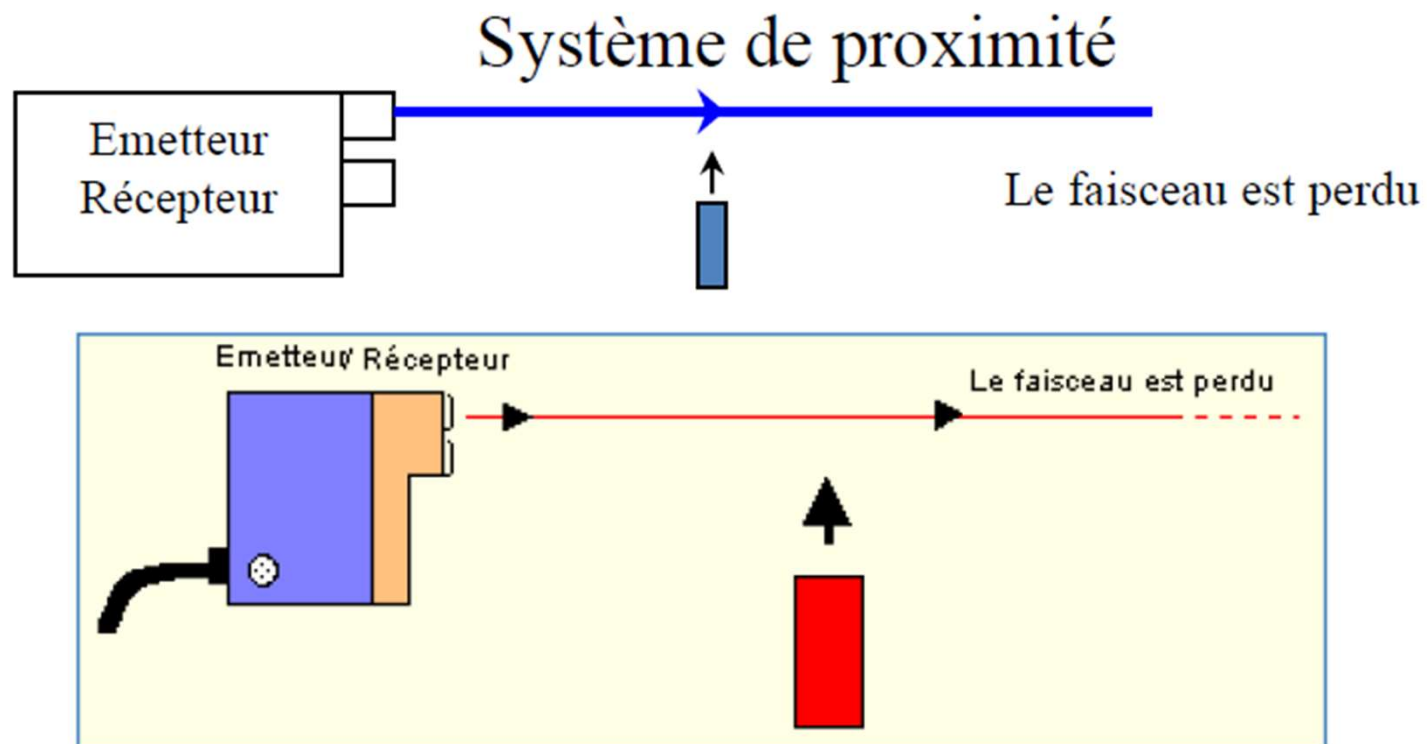 Système de proximité
Emetteur
Récepteur
Le faisceau est perdu
Emetteur/ Récepteur
Le faisceau est perdu